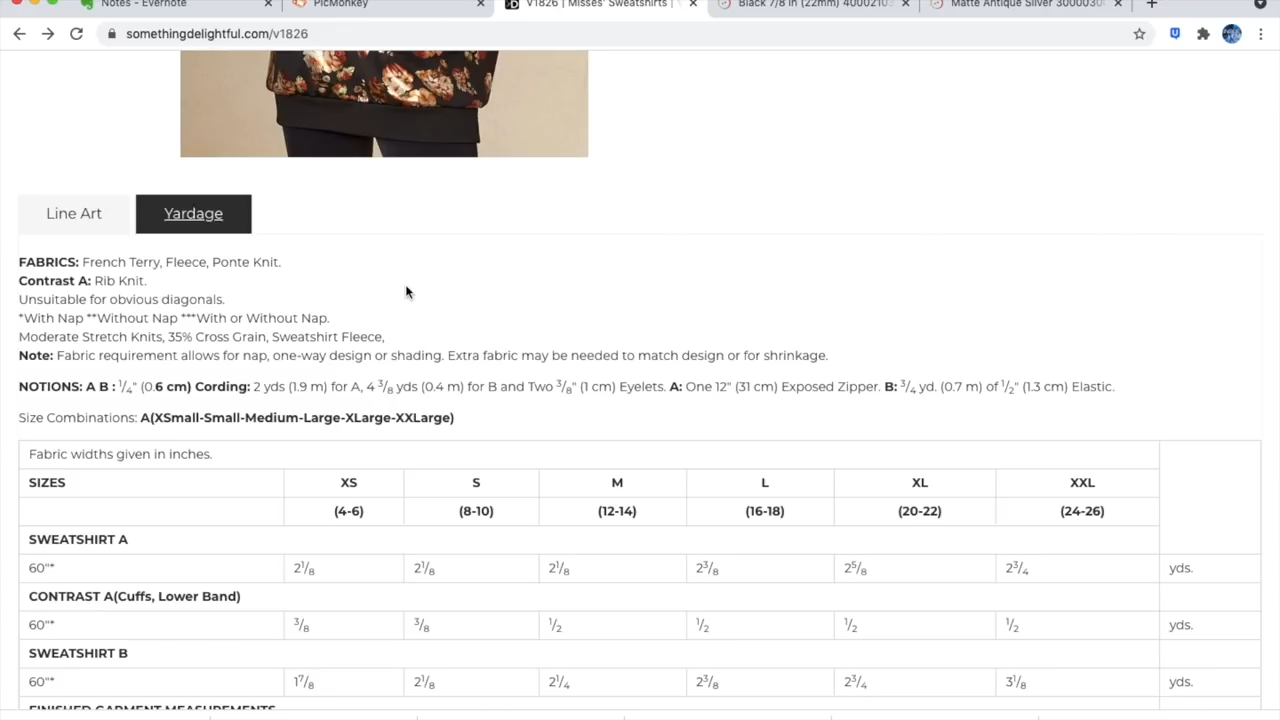 Notes - Evernote
PicMonkey
V1826 | Misses' Sweatshirts |
Black 7/8 in (22mm) 4000210
Matte Antique Silver 3000030
somethingdelightful.com/v1826
Line Art
Yardage
FABRICS: French Terry, Fleece, Ponte Knit.
Contrast A: Rib Knit.
Unsuitable for obvious diagonals.
*With Nap **Without Nap ***With or Without Nap.
Moderate Stretch Knits, 35% Cross Grain, Sweatshirt Fleece,
Note: Fabric requirement allows for nap, one-way design or shading. Extra fabric may be needed to match design or for shrinkage.
NOTIONS: A B : 1/4" (0.6 cm) Cording: 2 yds (1.9 m) for A, 4 3/8 yds (0.4 m) for B and Two 3/8" (1 cm) Eyelets. A: One 12" (31 cm) Exposed Zipper. B: 3/4 yd. (0.7 m) of 1/2" (1.3 cm) Elastic.
Size Combinations: A(XSmall-Small-Medium-Large-XLarge-XXLarge)
Fabric widths given in inches.
SIZES XS S M L XL XXL
(4-6) (8-10) (12-14) (16-18) (20-22) (24-26)
SWEATSHIRT A
60"* 2 1/8 2 1/8 2 1/8 2 3/8 2 5/8 2 3/4 yds.
CONTRAST A(Cuffs, Lower Band)
60"* 3/8 3/8 1/2 1/2 1/2 1/2 yds.
SWEATSHIRT B
60"* 1 7/8 2 1/8 2 1/4 2 3/8 2 3/4 3 1/8 yds.
FINISHED GARMENT MEASUREMENTS